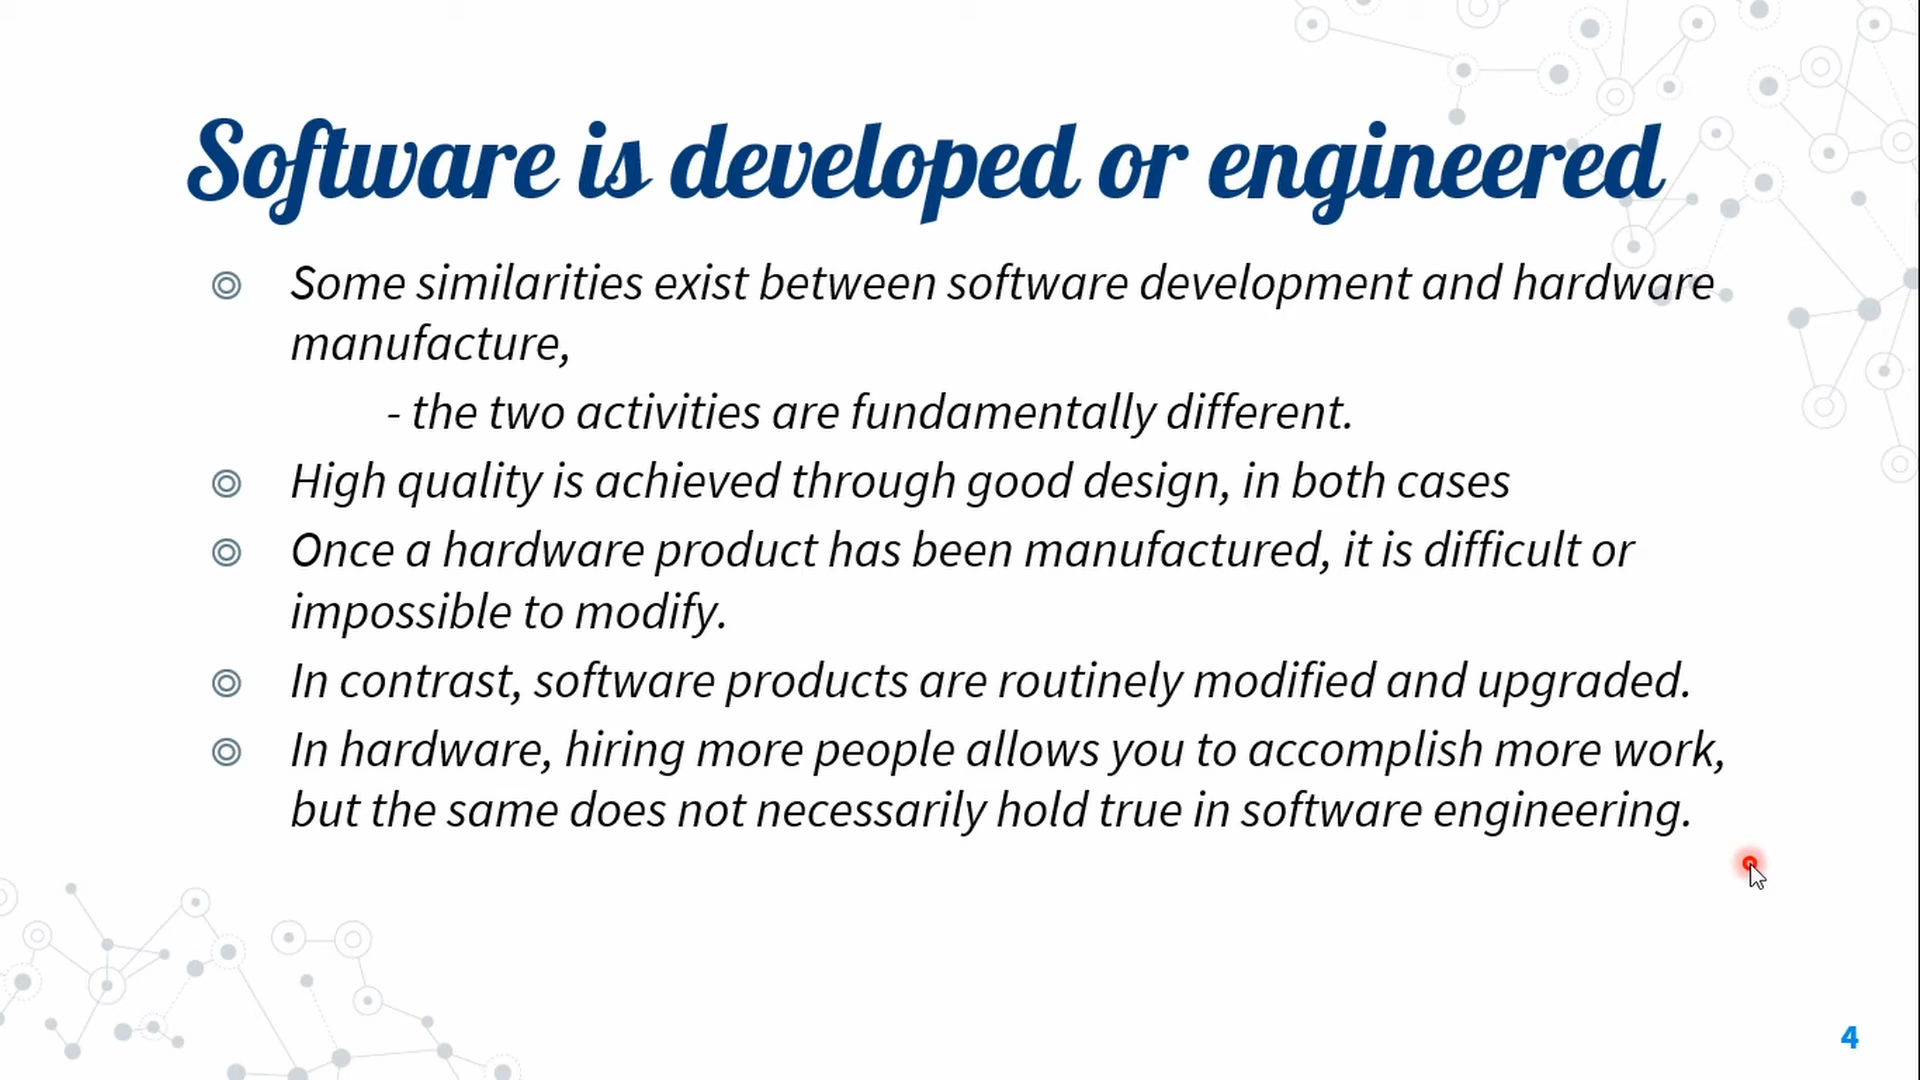 Software is developed or engineered
Some similarities exist between software development and hardware
manufacture,
- the two activities are fundamentally different.
High quality is achieved through good design, in both cases
Once a hardware product has been manufactured, it is difficult or
impossible to modify.
In contrast, software products are routinely modified and upgraded.
In hardware, hiring more people allows you to accomplish more work,
but the same does not necessarily hold true in software engineering.
4